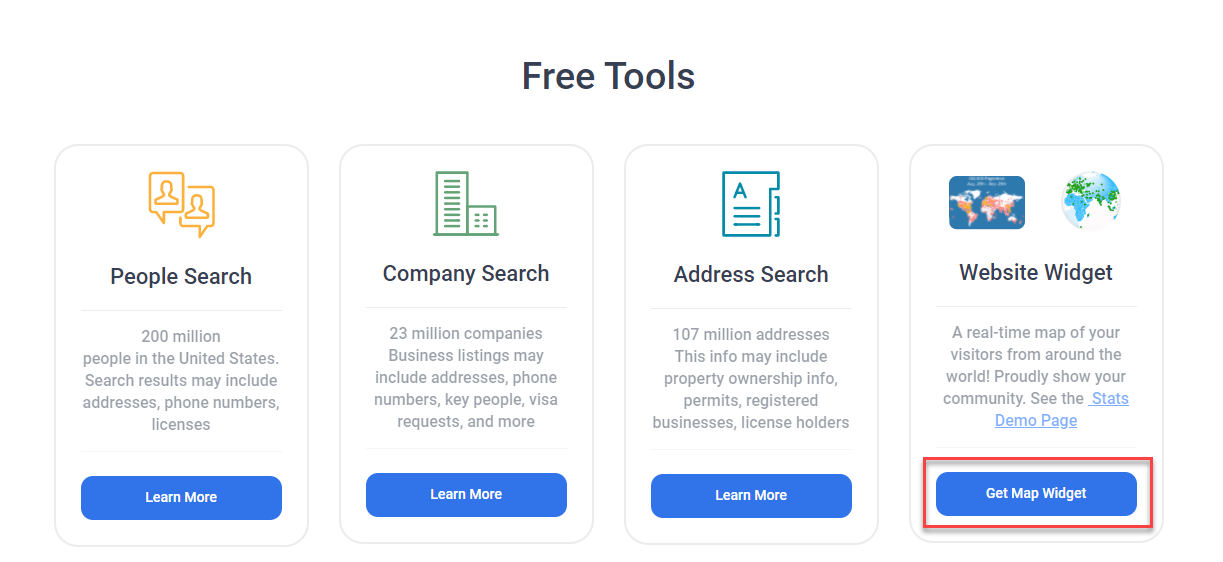 Free Tools
People Search
200 million
people in the United States.
Search results may include
addresses, phone numbers,
licenses
Learn More
Company Search
23 million companies
Business listings may
include addresses, phone
numbers, key people, visa
requests, and more
Learn More
A
Address Search
107 million addresses
This info may include
property ownership info,
permits, registered
businesses, license holders
Learn More
Website Widget
A real-time map of your
visitors from around the
world! Proudly show your
community. See the Stats
Demo Page
Get Map Widget